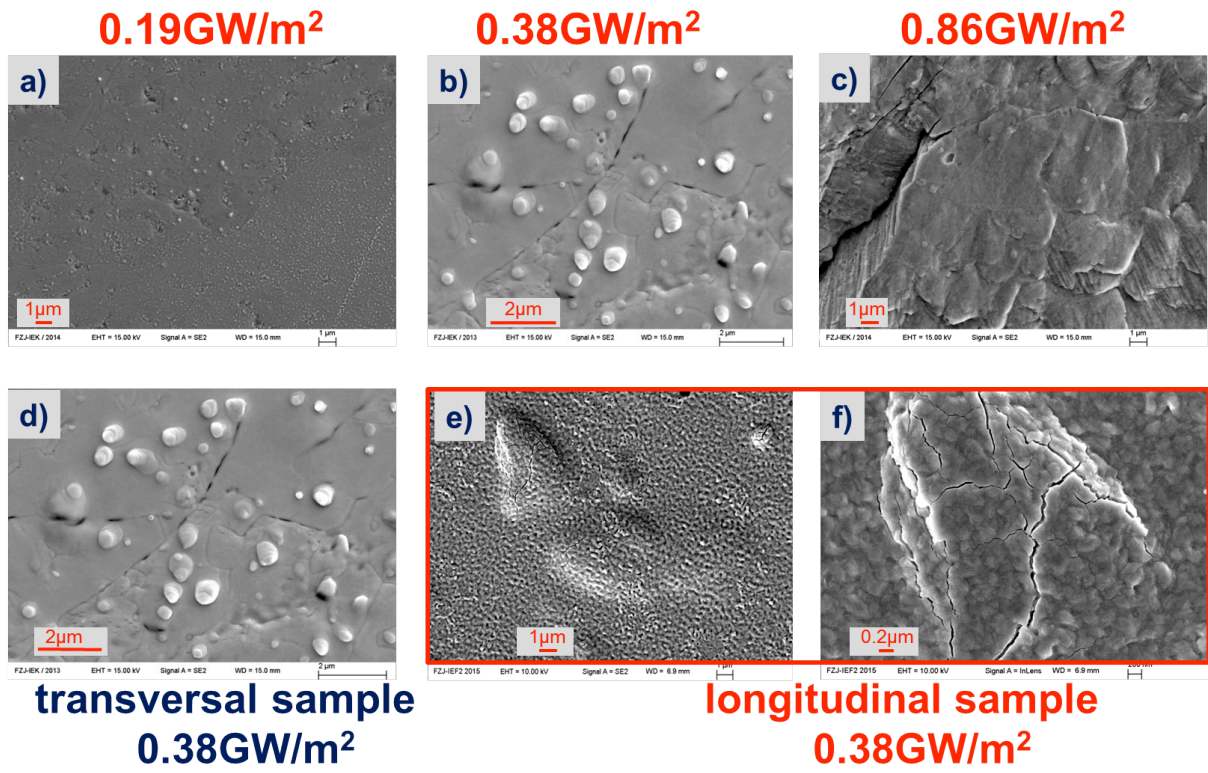 0.19GW/m² 0.38GW/m² 0.86GW/m²
a) b) c)
1μm 2μm 1μm
FZJ-IEK / 2014 EHT = 15.00 kV Signal A = SE2 WD = 15.0 mm 1 μm
FZJ-IEK / 2013 EHT = 15.00 kV Signal A = SE2 WD = 15.0 mm 2 μm
FZJ-IEK / 2014 EHT = 15.00 kV Signal A = SE2 WD = 15.0 mm 1 μm
d) e) f)
2μm 1μm 0.2μm
FZJ-IEK / 2013 EHT = 15.00 kV Signal A = SE2 WD = 15.0 mm 2 μm
FZJ-IEF2 2015 EHT = 10.00 kV Signal A = SE2 WD = 6.9 mm 1 μm
FZJ-IEF2 2015 EHT = 10.00 kV Signal A = InLens WD = 6.9 mm
transversal sample longitudinal sample
0.38GW/m² 0.38GW/m²